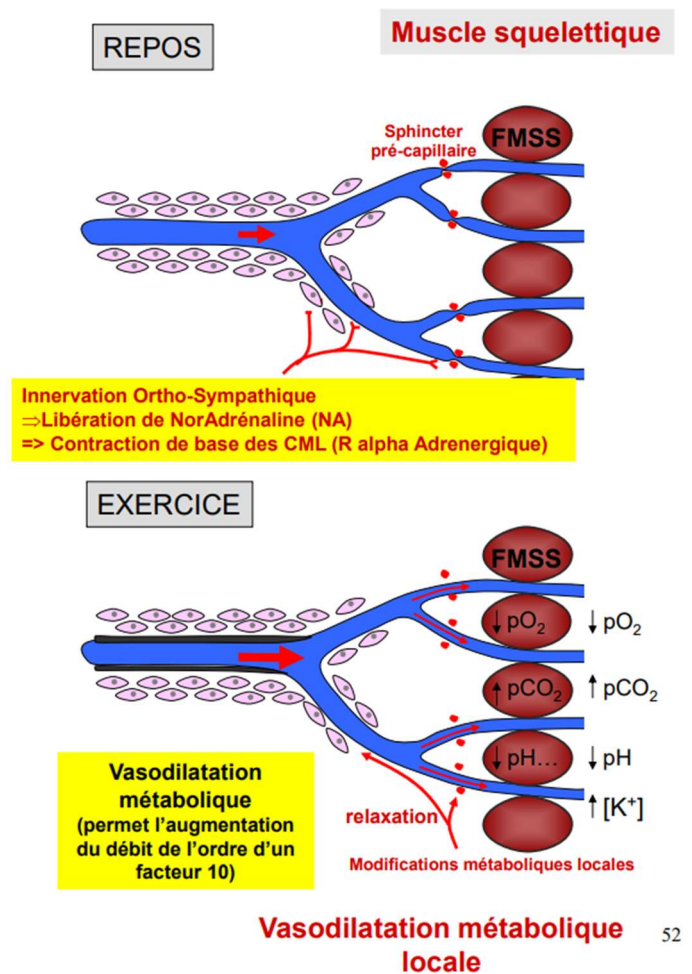 Muscle squelettique
REPOS
Sphincter
pré-capillaire
FMSS
Innervation Ortho-Sympathique
⇒Libération de NorAdrénaline (NA)
=> Contraction de base des CML (R alpha Adrenergique)
EXERCICE
FMSS
↓ pO₂ ↓ pO₂
↑ pCO₂ ↑ pCO₂
↓ pH... ↓ pH
↑ [K⁺]
Vasodilatation
métabolique
(permet l'augmentation
du débit de l'ordre d'un
facteur 10)
relaxation
Modifications métaboliques locales
Vasodilatation métabolique
locale
52